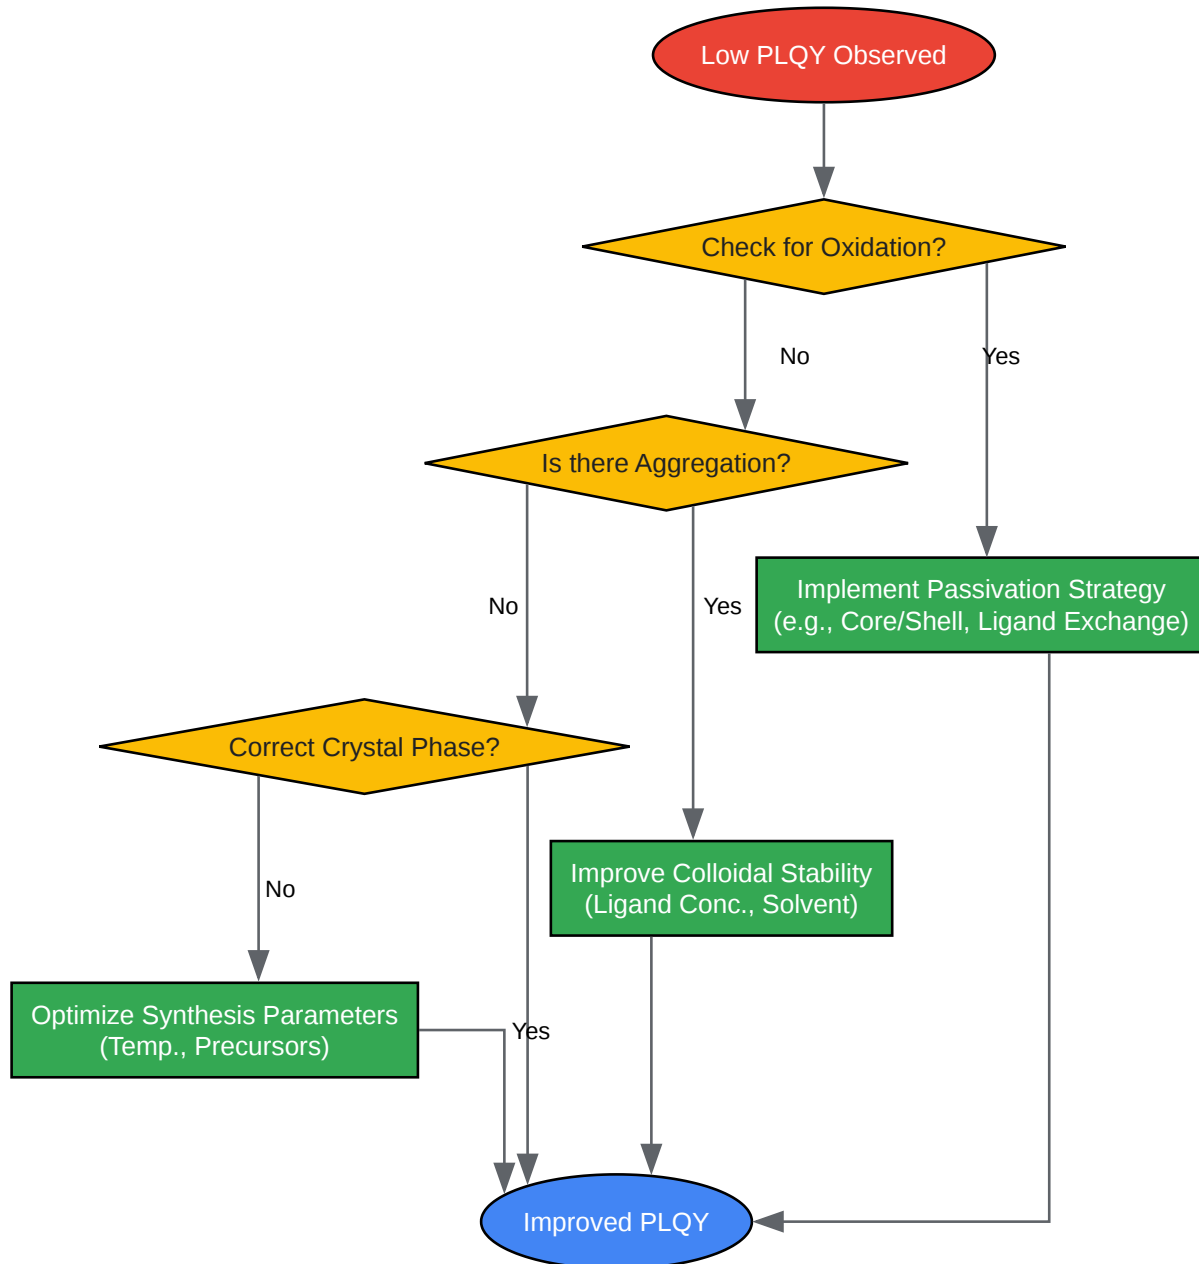 Low PLQY Observed
Check for Oxidation?
No
Yes
Is there Aggregation?
Implement Passivation Strategy
(e.g., Core/Shell, Ligand Exchange)
No
Yes
Correct Crystal Phase?
Improve Colloidal Stability
(Ligand Conc., Solvent)
No
Optimize Synthesis Parameters
(Temp., Precursors)
Yes
Improved PLQY